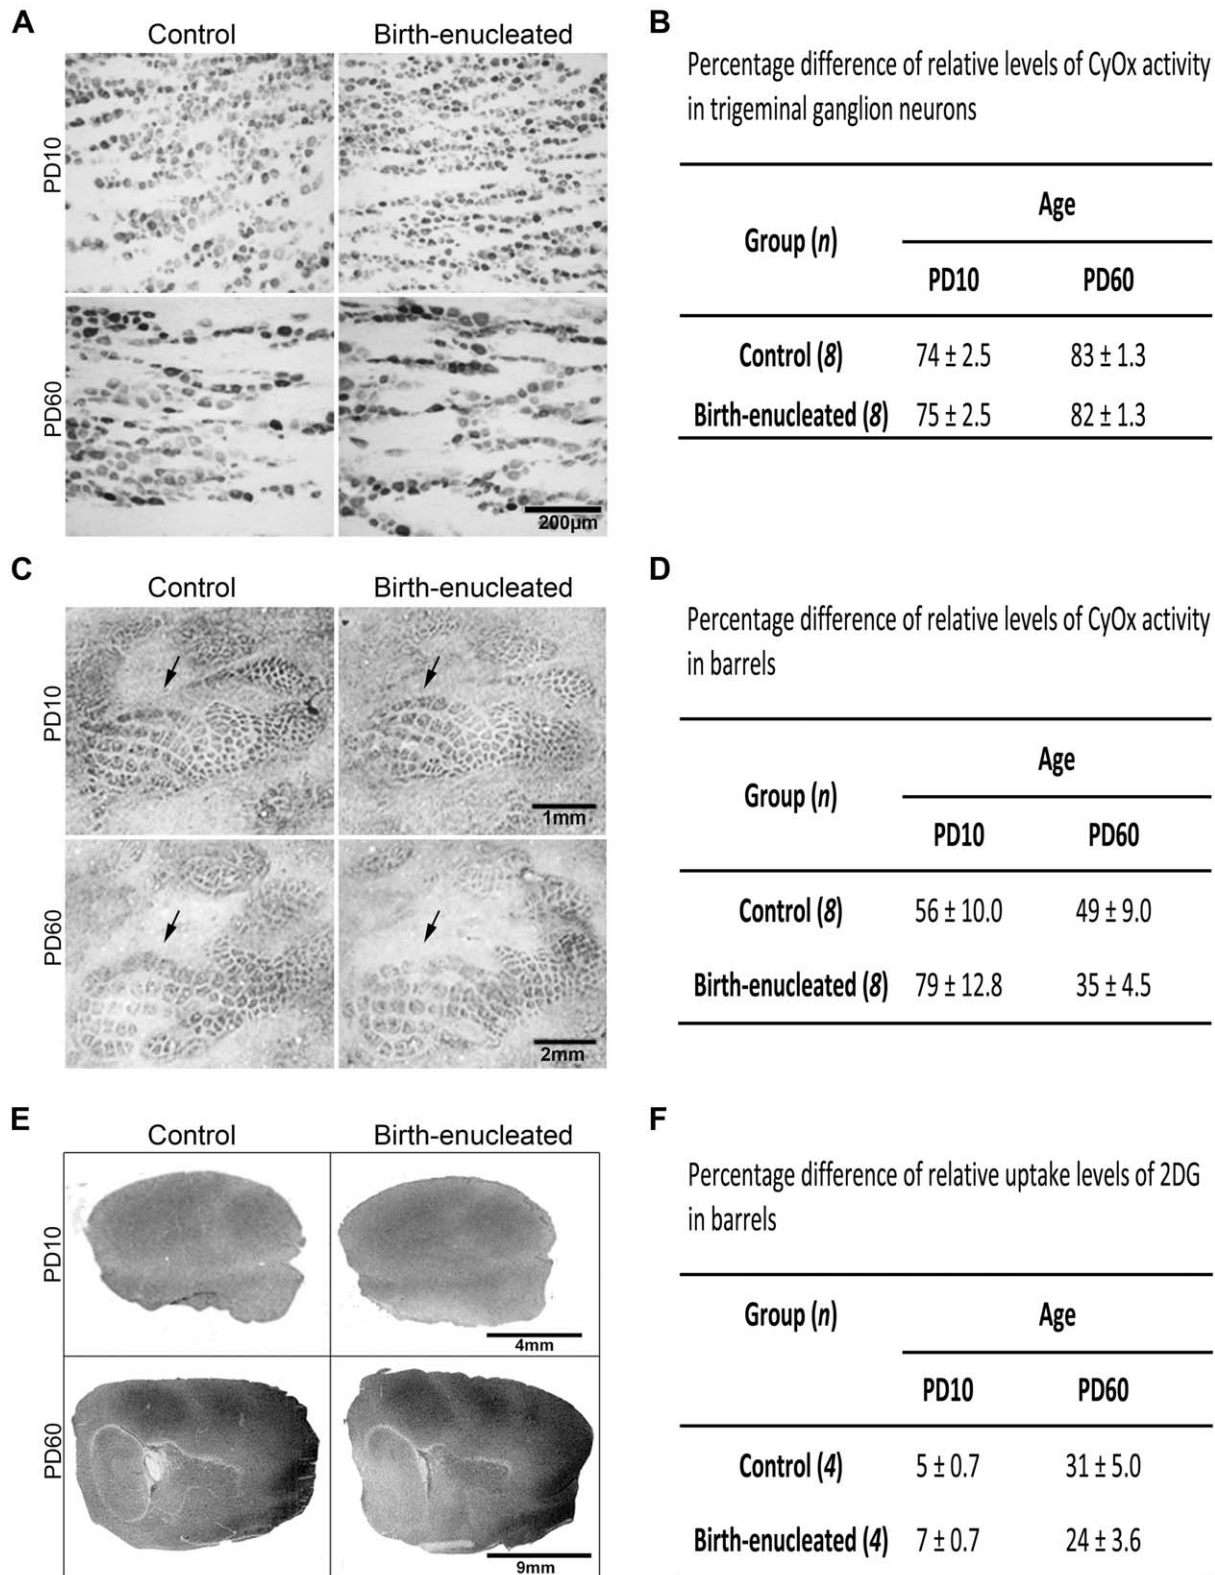 A
Control
Birth-enucleated
PD10
PD60
200µm
B
Percentage difference of relative levels of CyOx activity
in trigeminal ganglion neurons
Group (n)
Age
PD10
PD60
Control (8)
74 ± 2.5
83 ± 1.3
Birth-enucleated (8)
75 ± 2.5
82 ± 1.3
C
Control
Birth-enucleated
PD10
1mm
PD60
2mm
D
Percentage difference of relative levels of CyOx activity
in barrels
Group (n)
Age
PD10
PD60
Control (8)
56 ± 10.0
49 ± 9.0
Birth-enucleated (8)
79 ± 12.8
35 ± 4.5
E
Control
Birth-enucleated
PD10
4mm
PD60
9mm
F
Percentage difference of relative uptake levels of 2DG
in barrels
Group (n)
Age
PD10
PD60
Control (4)
5 ± 0.7
31 ± 5.0
Birth-enucleated (4)
7 ± 0.7
24 ± 3.6